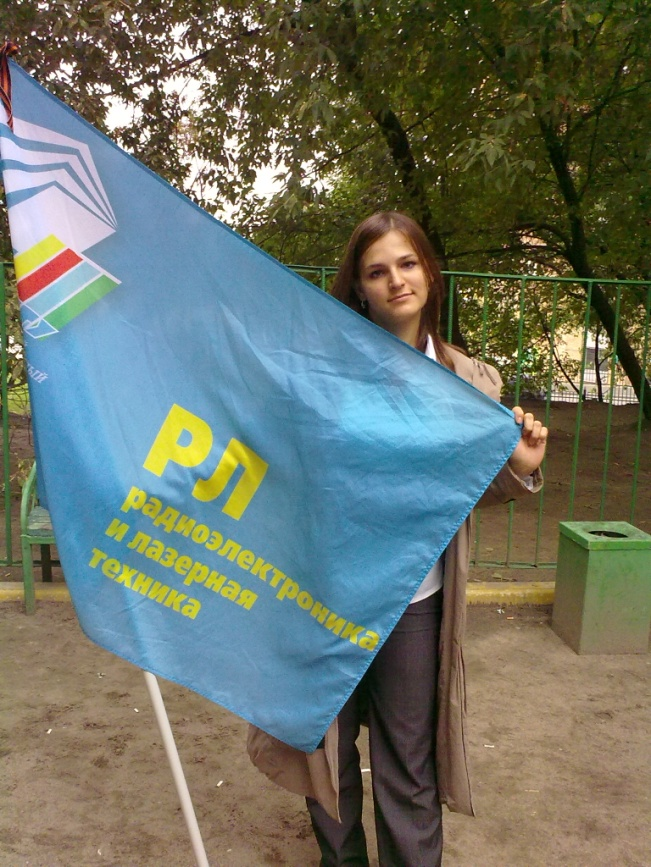 РЛ
радиоэлектроника
и лазерная
техника